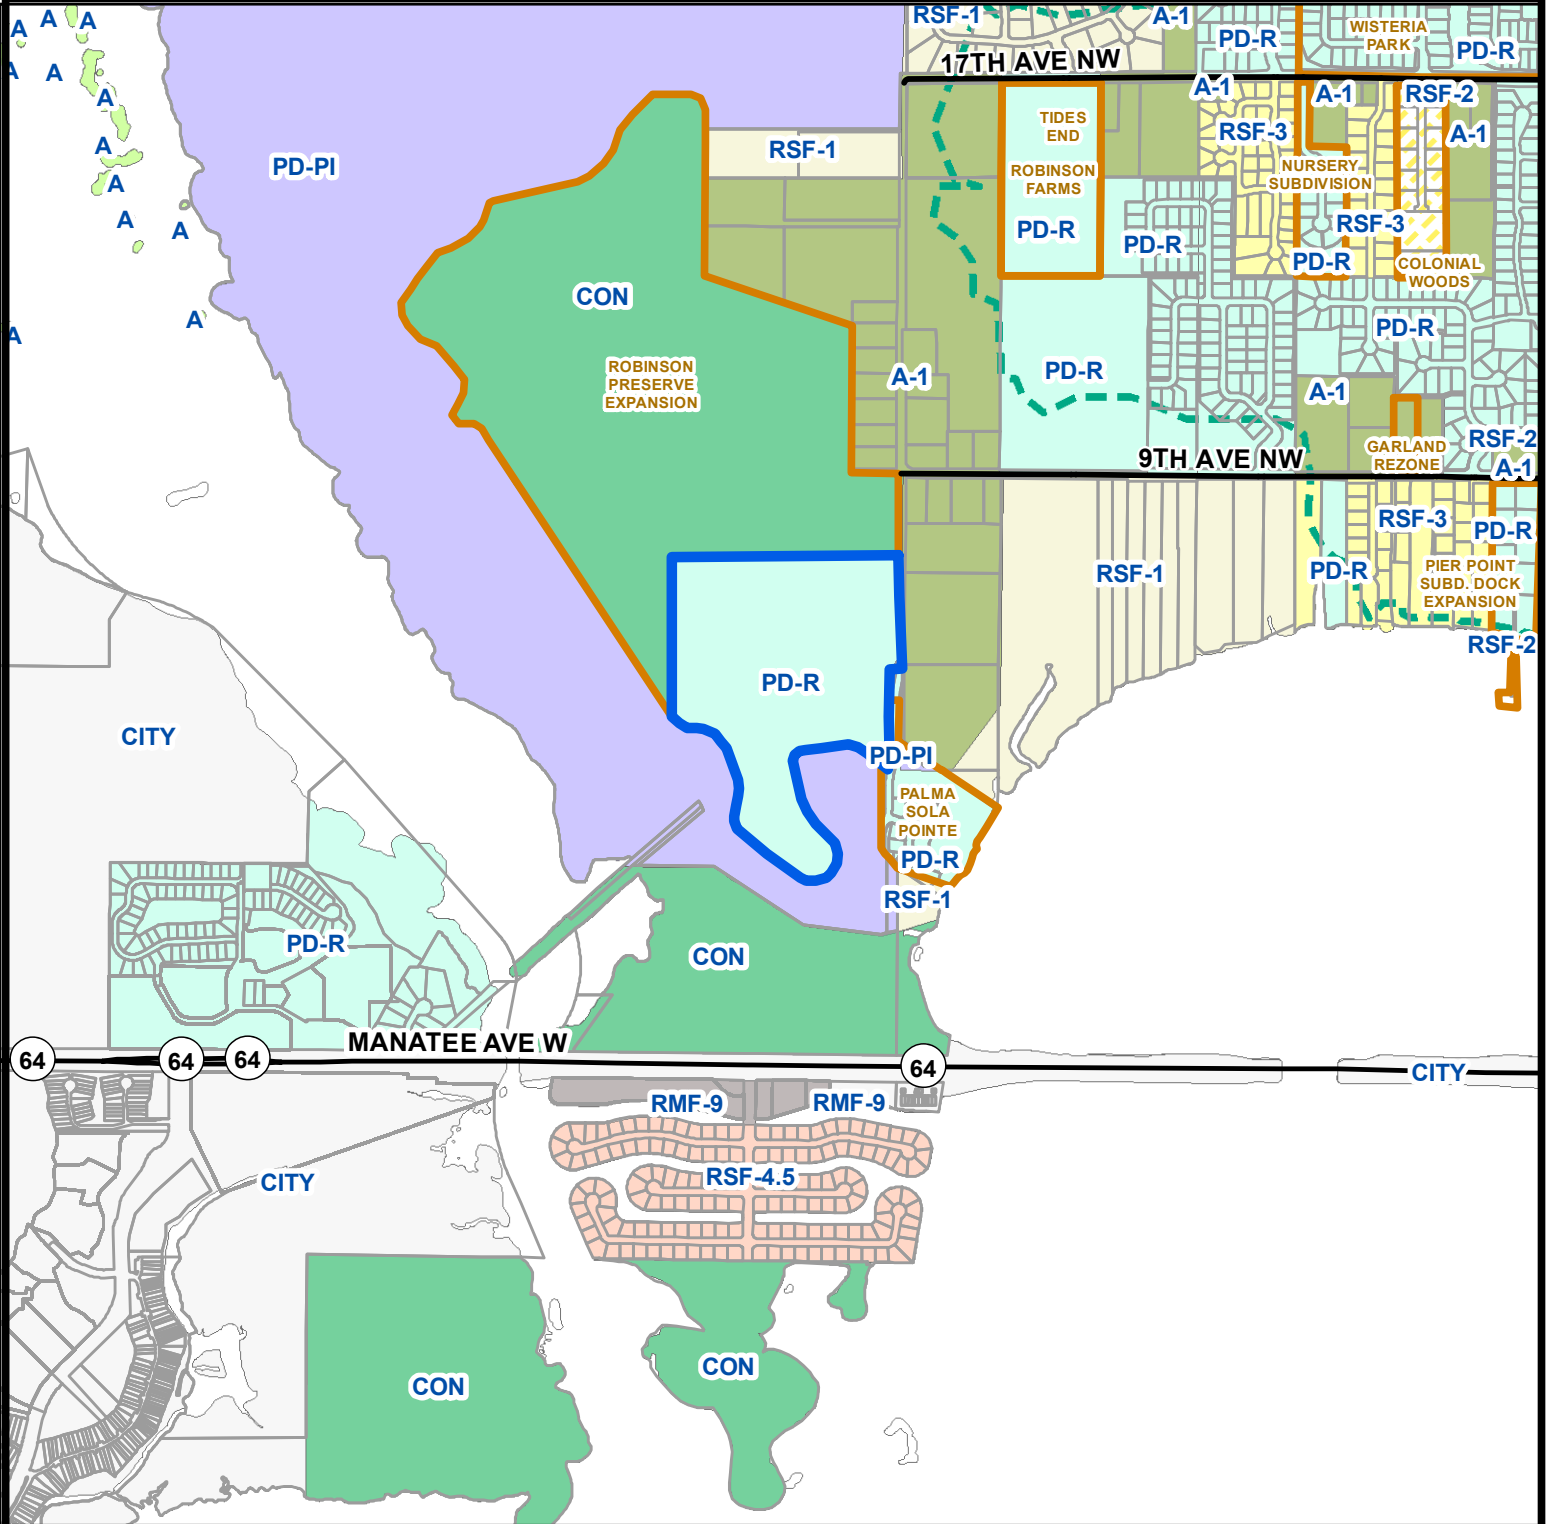 A
A
A
RSF-1
A-1
PD-R
WISTERIA
PARK
PD-R
17TH AVE NW
A
A
A
A-1
A-1
RSF-2
TIDES
END
RSF-3
A-1
A
PD-PI
RSF-1
ROBINSON
FARMS
NURSERY
SUBDIVISION
A
A
A
PD-R
PD-R
RSF-3
PD-R
COLONIAL
WOODS
CON
A
A
PD-R
ROBINSON
PRESERVE
EXPANSION
A-1
PD-R
A-1
9TH AVE NW
GARLAND
REZONE
RSF-2
A-1
RSF-3
PD-R
RSF-1
PD-R
PIER POINT
SUBD. DOCK
EXPANSION
RSF-2
PD-R
CITY
PD-PI
PALMA
SOLA
POINTE
PD-R
RSF-1
PD-R
CON
MANATEE AVE W
64
64
64
64
CITY
RMF-9
RMF-9
RSF-4.5
CITY
CON
CON